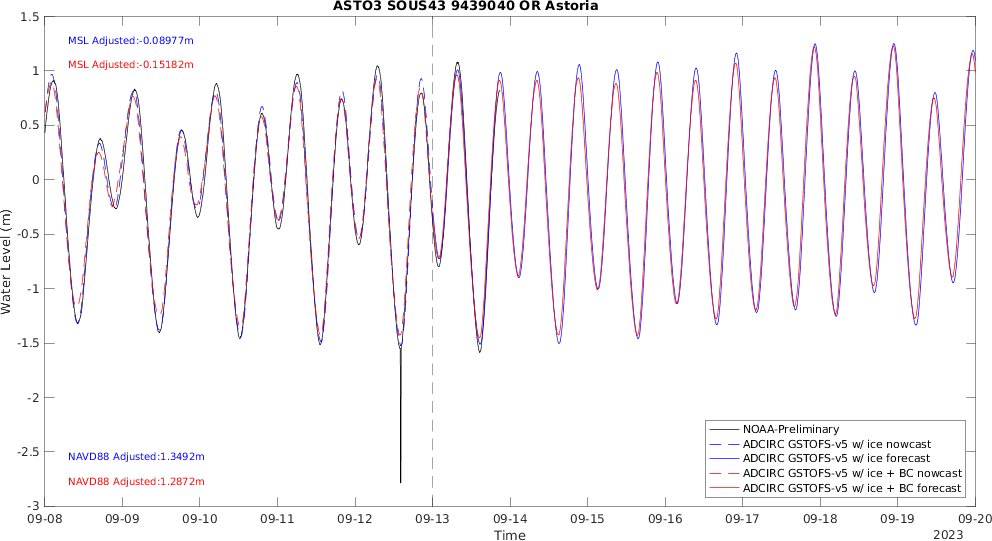 ASTO3 SOUS43 9439040 OR Astoria
MSL Adjusted:-0.08977m
MSL Adjusted:-0.15182m
NAVD88 Adjusted:1.3492m
NAVD88 Adjusted:1.2872m
Water Level (m)
1.5
1
0.5
0
-0.5
-1
-1.5
-2
-2.5
-3
NOAA-Preliminary
ADCIRC GSTOFS-v5 w/ ice nowcast
ADCIRC GSTOFS-v5 w/ ice forecast
ADCIRC GSTOFS-v5 w/ ice + BC nowcast
ADCIRC GSTOFS-v5 w/ ice + BC forecast
09-08 09-09 09-10 09-11 09-12 09-13 09-14 09-15 09-16 09-17 09-18 09-19 09-20
Time
2023